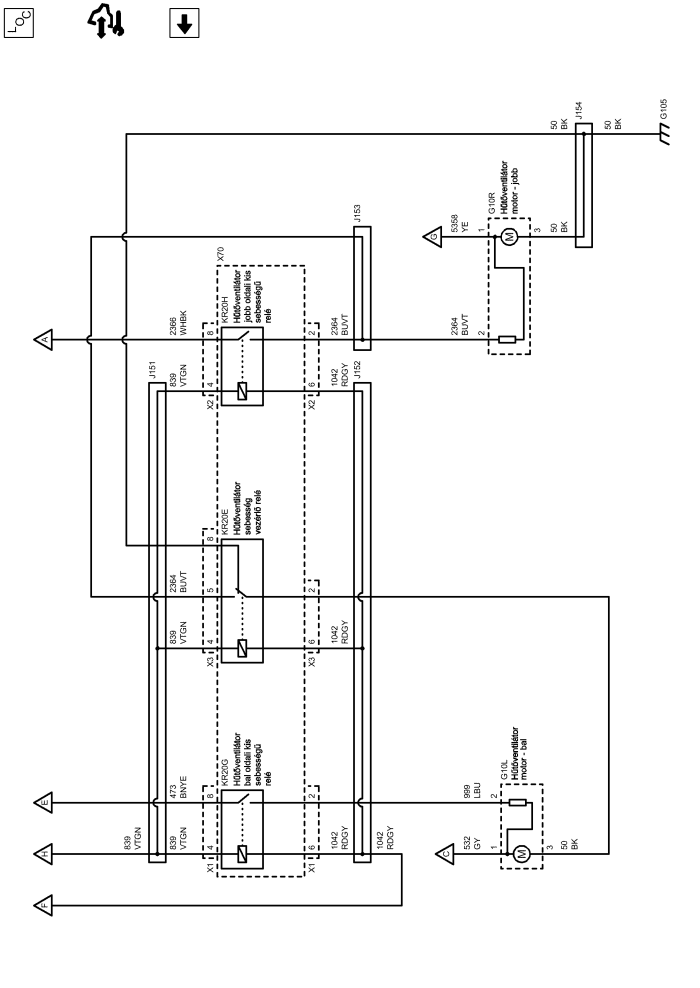 LOC
A
E
H
F
C
G
J154
G105
50
BK
50
BK
G10R
Hűtőventilátor
motor - jobb
5358
YE
1
M
3
50
BK
2364
BUVT
2
J153
X70
KR20H
Hűtőventilátor
jobb oldali kis
sebességű
relé
2366
WHBK
8
2
2364
BUVT
839
VTGN
4
X2
6
X2
1042
RDGY
J151
J152
KR20E
Hűtőventilátor
sebesség
vezérlő relé
8
2364
BUVT
5
2
839
VTGN
4
X3
6
X3
1042
RDGY
KR20G
Hűtőventilátor
bal oldali kis
sebességű
relé
473
BNYE
8
2
839
VTGN
839
VTGN
4
X1
6
X1
1042
RDGY
1042
RDGY
G10L
Hűtőventilátor
motor - bal
999
LBU
2
532
GY
1
M
3
50
BK